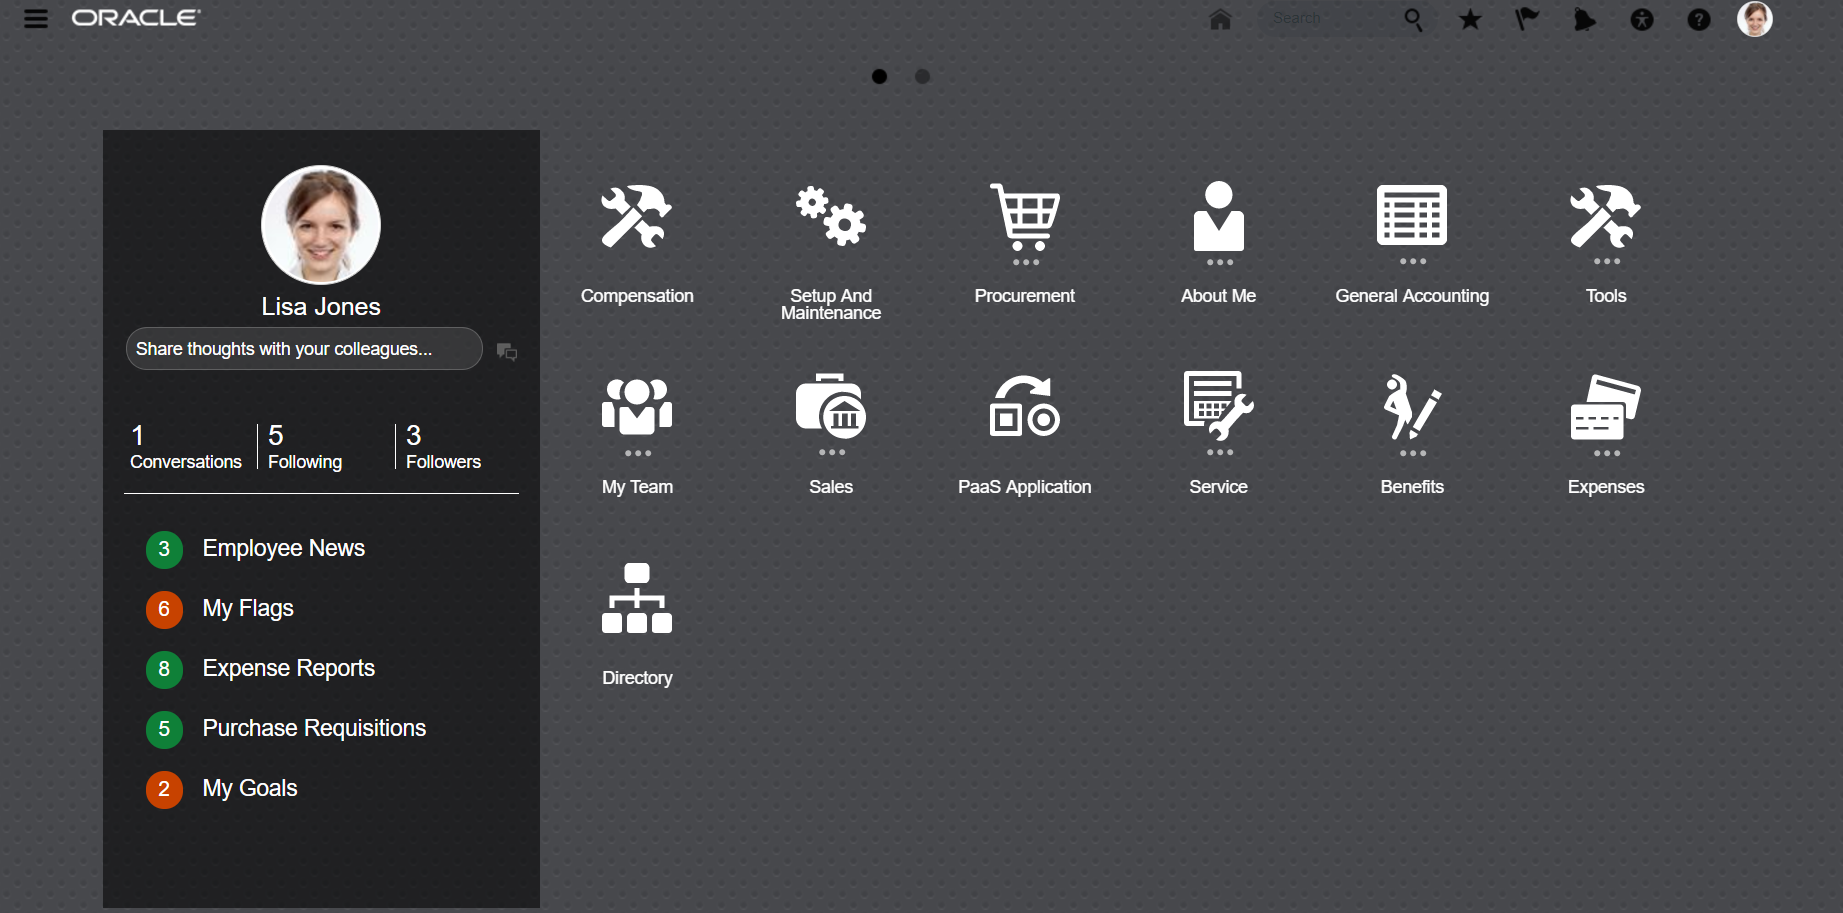 ORACLE
Search
Lisa Jones
Share thoughts with your colleagues...
1
Conversations
5
Following
3
Followers
3 Employee News
6 My Flags
8 Expense Reports
5 Purchase Requisitions
2 My Goals
Compensation
Setup And
Maintenance
Procurement
About Me
General Accounting
Tools
My Team
Sales
PaaS Application
Service
Benefits
Expenses
Directory